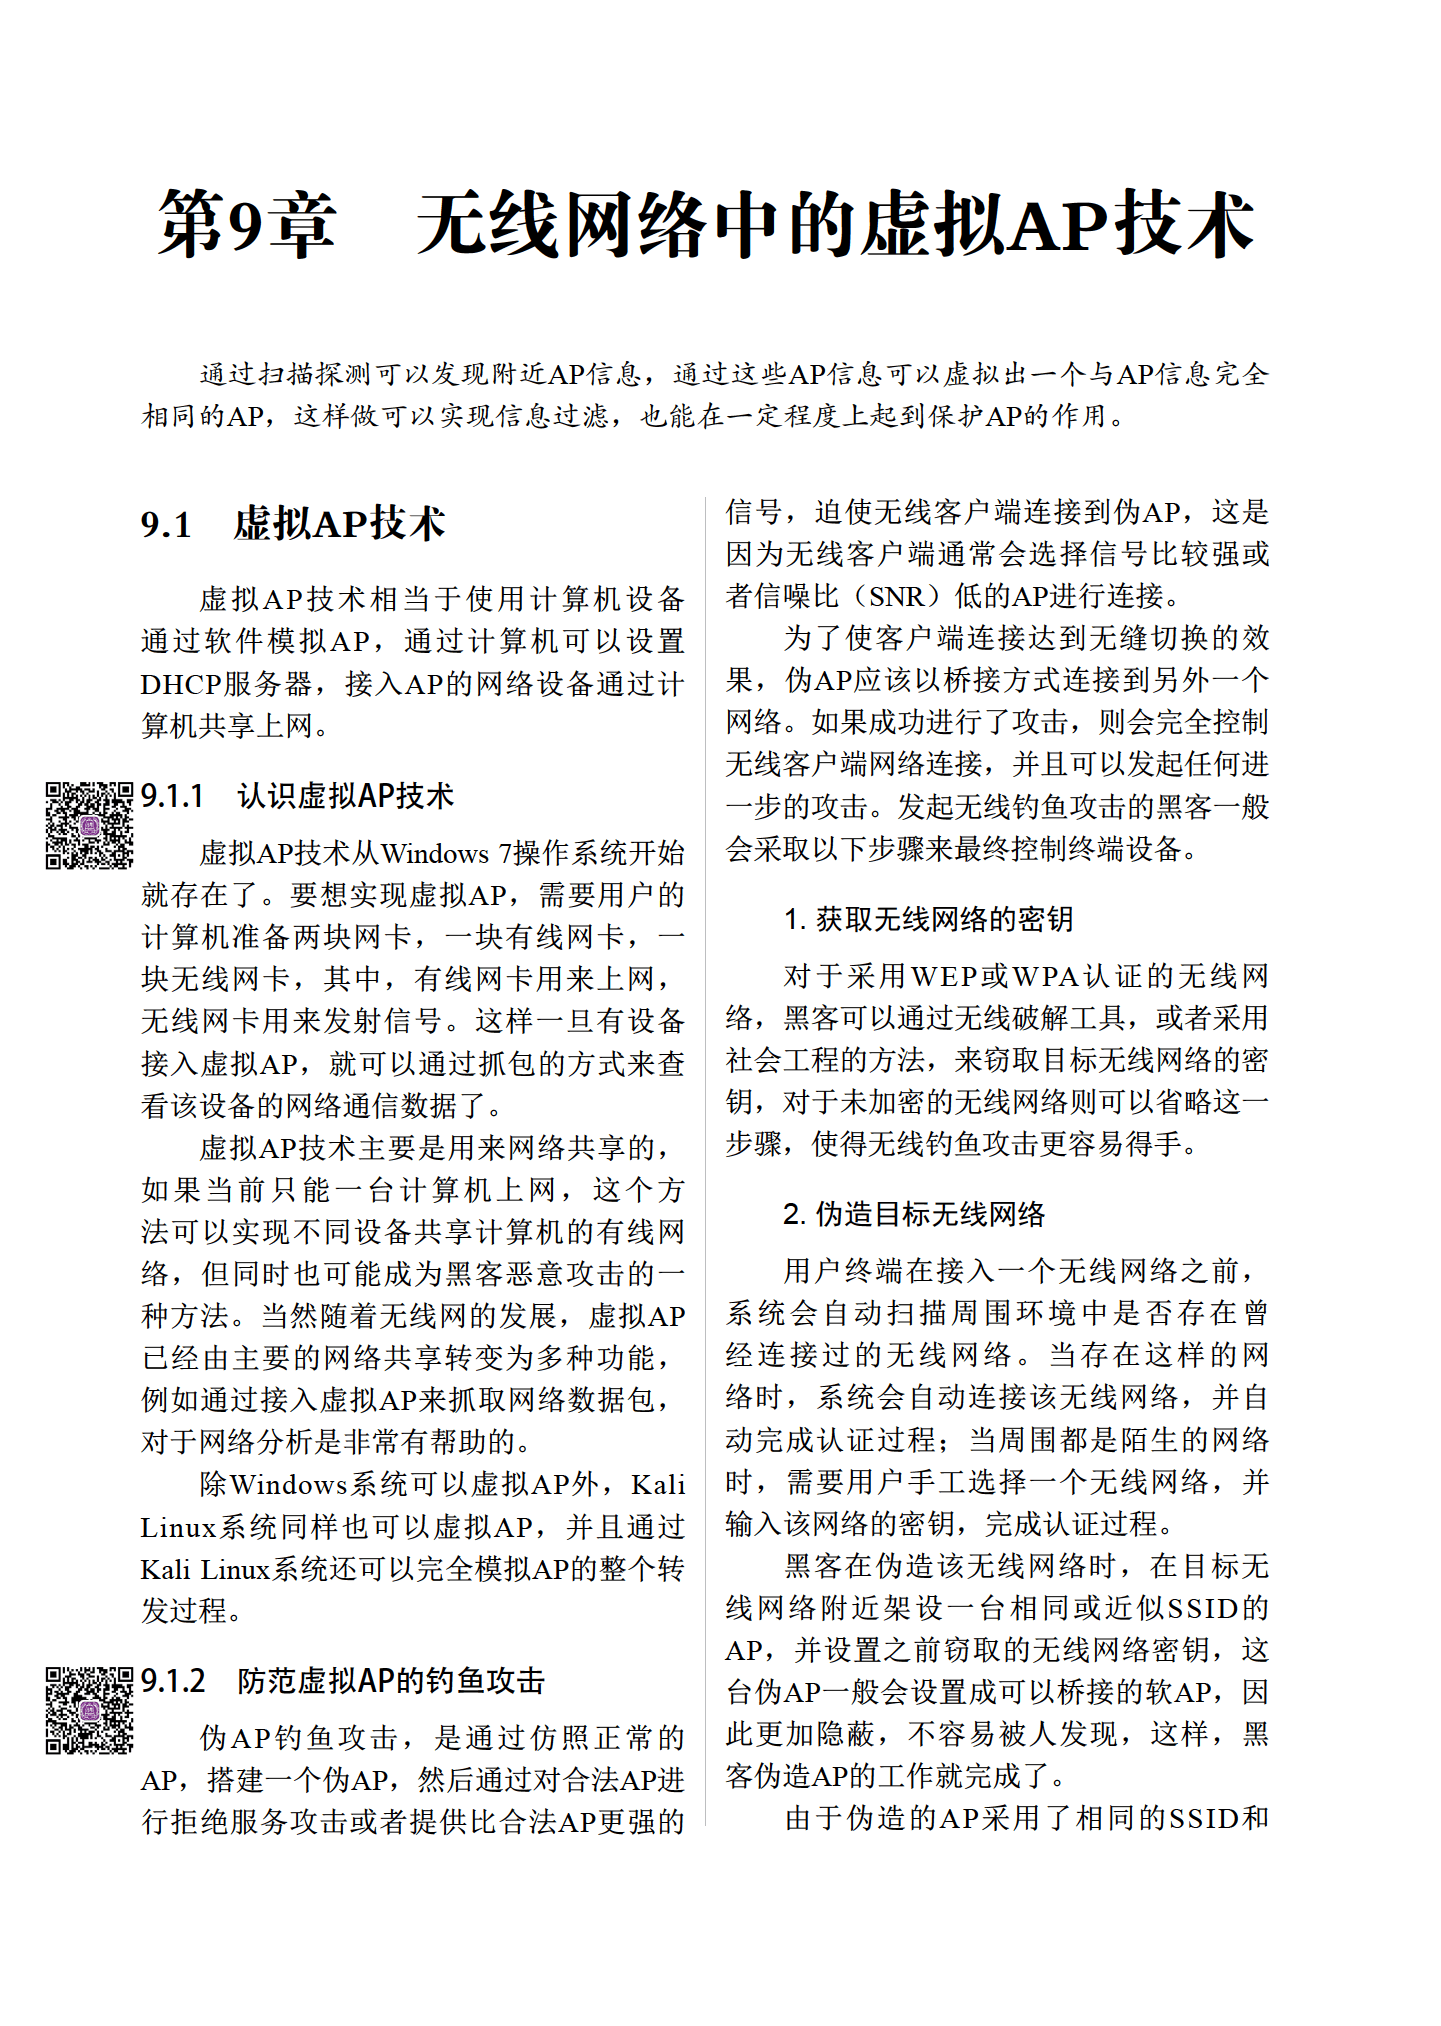 第9章　无线网络中的虚拟AP技术
通过扫描探测可以发现附近AP信息，通过这些AP信息可以虚拟出一个与AP信息完全
相同的AP，这样做可以实现信息过滤，也能在一定程度上起到保护AP的作用。
9.1　虚拟AP技术
虚拟AP技术相当于使用计算机设备
通过软件模拟AP，通过计算机可以设置
DHCP服务器，接入AP的网络设备通过计
算机共享上网。
9.1.1　认识虚拟AP技术
虚拟AP技术从Windows 7操作系统开始
就存在了。要想实现虚拟AP，需要用户的
计算机准备两块网卡，一块有线网卡，一
块无线网卡，其中，有线网卡用来上网，
无线网卡用来发射信号。这样一旦有设备
接入虚拟AP，就可以通过抓包的方式来查
看该设备的网络通信数据了。
虚拟AP技术主要是用来网络共享的，
如果当前只能一台计算机上网，这个方
法可以实现不同设备共享计算机的有线网
络，但同时也可能成为黑客恶意攻击的一
种方法。当然随着无线网的发展，虚拟AP
已经由主要的网络共享转变为多种功能，
例如通过接入虚拟AP来抓取网络数据包，
对于网络分析是非常有帮助的。
除Windows系统可以虚拟AP外，Kali
Linux系统同样也可以虚拟AP，并且通过
Kali Linux系统还可以完全模拟AP的整个转
发过程。
9.1.2　防范虚拟AP的钓鱼攻击
伪AP钓鱼攻击，是通过仿照正常的
AP，搭建一个伪AP，然后通过对合法AP进
行拒绝服务攻击或者提供比合法AP更强的
信号，迫使无线客户端连接到伪AP，这是
因为无线客户端通常会选择信号比较强或
者信噪比（SNR）低的AP进行连接。
为了使客户端连接达到无缝切换的效
果，伪AP应该以桥接方式连接到另外一个
网络。如果成功进行了攻击，则会完全控制
无线客户端网络连接，并且可以发起任何进
一步的攻击。发起无线钓鱼攻击的黑客一般
会采取以下步骤来最终控制终端设备。
1. 获取无线网络的密钥
对于采用WEP或WPA认证的无线网
络，黑客可以通过无线破解工具，或者采用
社会工程的方法，来窃取目标无线网络的密
钥，对于未加密的无线网络则可以省略这一
步骤，使得无线钓鱼攻击更容易得手。
2. 伪造目标无线网络
用户终端在接入一个无线网络之前，
系统会自动扫描周围环境中是否存在曾
经连接过的无线网络。当存在这样的网
络时，系统会自动连接该无线网络，并自
动完成认证过程；当周围都是陌生的网络
时，需要用户手工选择一个无线网络，并
输入该网络的密钥，完成认证过程。
黑客在伪造该无线网络时，在目标无
线网络附近架设一台相同或近似SSID的
AP，并设置之前窃取的无线网络密钥，这
台伪AP一般会设置成可以桥接的软AP，因
此更加隐蔽，不容易被人发现，这样，黑
客伪造AP的工作就完成了。
由于伪造的AP采用了相同的SSID和